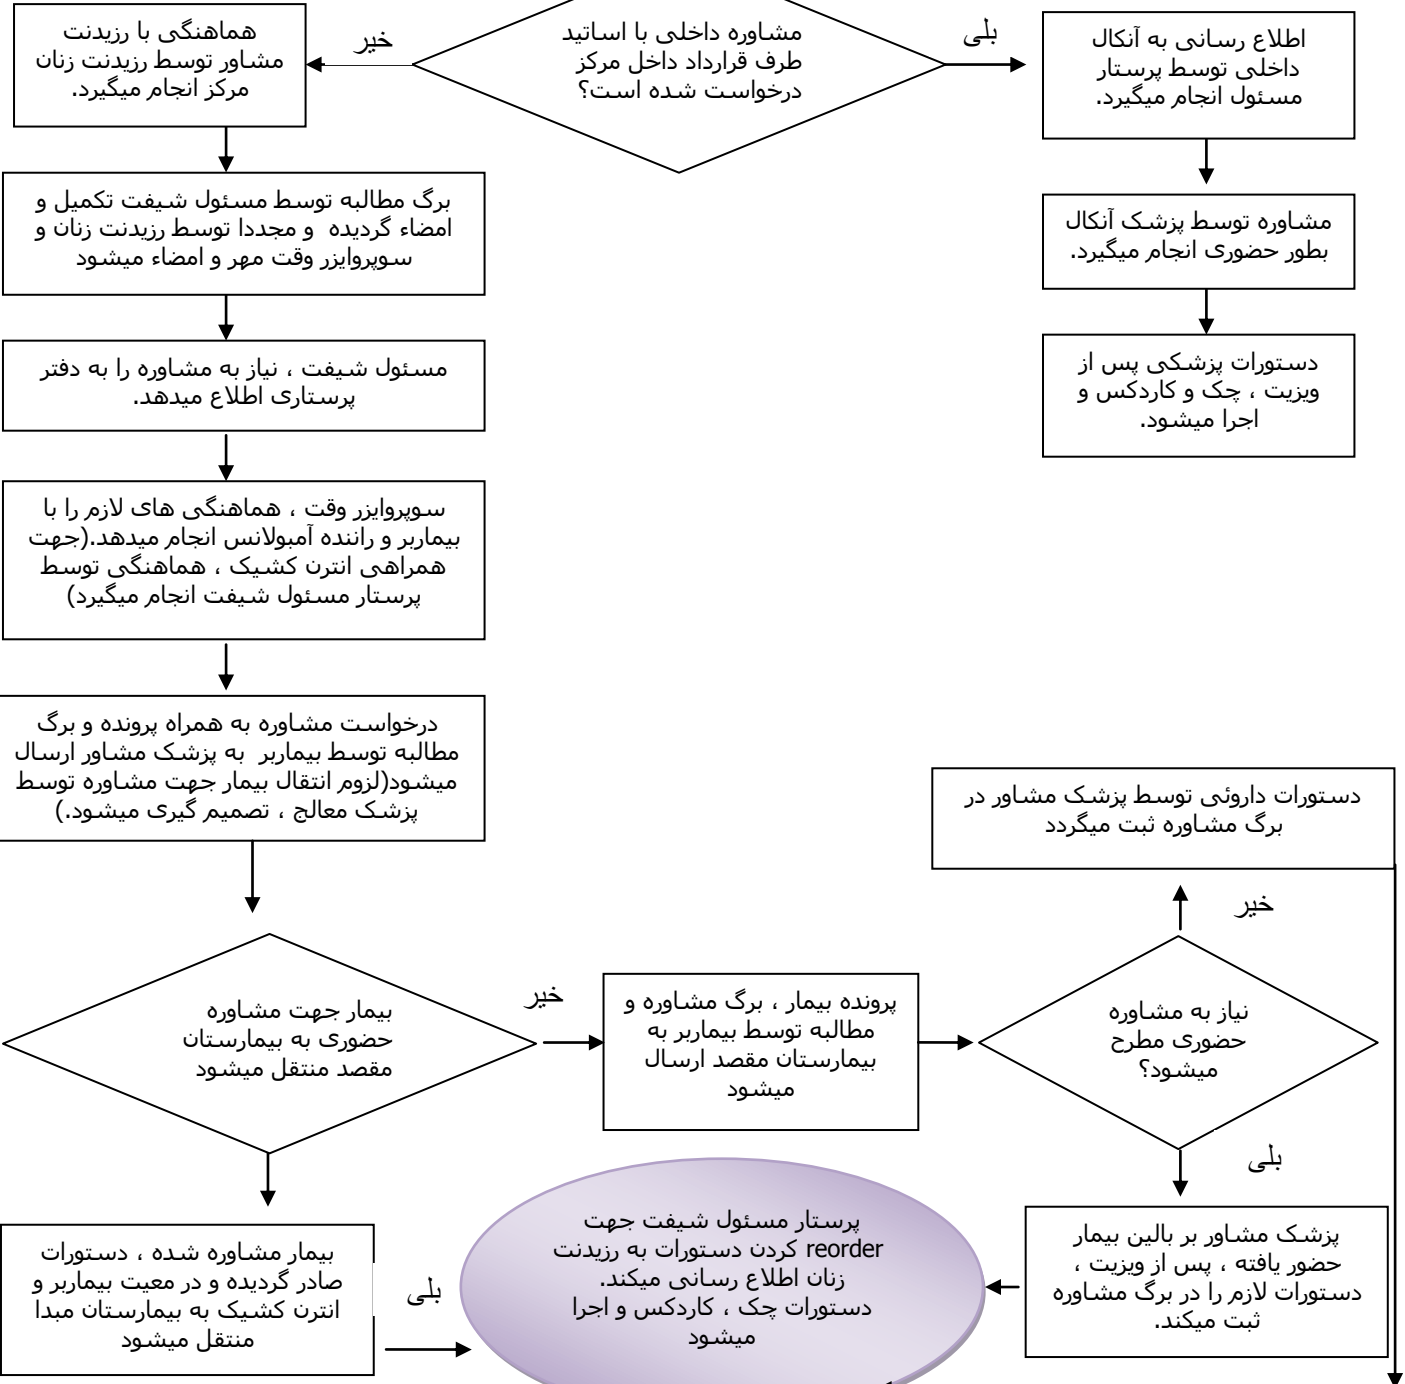 مشاوره داخلی با اساتید
طرف قرارداد داخل مرکز
درخواست شده است؟
بلی
اطلاع رسانی به آنکال
داخلی توسط پرستار
مسئول انجام میگیرد.
مشاوره توسط پزشک آنکال
بطور حضوری انجام میگیرد.
دستورات پزشکی پس از
ویزیت ، چک و کاردکس و
اجرا میشود.
خیر
هماهنگی با رزیدنت
مشاور توسط رزیدنت زنان
مرکز انجام میگیرد.
برگ مطالبه توسط مسئول شیفت تکمیل و
امضاء گردیده و مجددا توسط رزیدنت زنان و
سوپروایزر وقت مهر و امضاء میشود
مسئول شیفت ، نیاز به مشاوره را به دفتر
پرستاری اطلاع میدهد.
سوپروایزر وقت ، هماهنگی های لازم را با
بیماربر و راننده آمبولانس انجام میدهد.(جهت
همراهی انترن کشیک ، هماهنگی توسط
پرستار مسئول شیفت انجام میگیرد)
درخواست مشاوره به همراه پرونده و برگ
مطالبه توسط بیماربر به پزشک مشاور ارسال
میشود(لزوم انتقال بیمار جهت مشاوره توسط
پزشک معالج ، تصمیم گیری میشود.)
بیمار جهت مشاوره
حضوری به بیمارستان
مقصد منتقل میشود
خیر
پرونده بیمار ، برگ مشاوره و
مطالبه توسط بیماربر به
بیمارستان مقصد ارسال
میشود
نیاز به مشاوره
حضوری مطرح
میشود؟
خیر
دستورات داروئی توسط پزشک مشاور در
برگ مشاوره ثبت میگردد
بلی
پزشک مشاور بر بالین بیمار
حضور یافته ، پس از ویزیت ،
دستورات لازم را در برگ مشاوره
ثبت میکند.
بیمار مشاوره شده ، دستورات
صادر گردیده و در معیت بیماربر و
انترن کشیک به بیمارستان مبدا
منتقل میشود
بلی
پرستار مسئول شیفت جهت
reorder کردن دستورات به رزیدنت
زنان اطلاع رسانی میکند.
دستورات چک ، کاردکس و اجرا
میشود